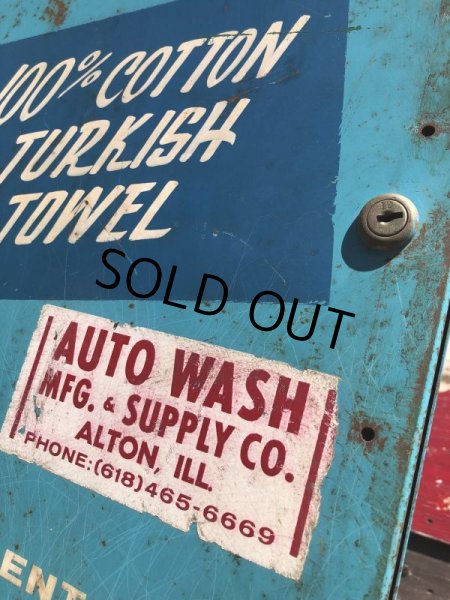 100% COTTON
TURKISH
TOWEL
SOLD OUT
AUTO WASH
MFG. & SUPPLY CO.
ALTON, ILL.
PHONE:(618)465-6669
ENT